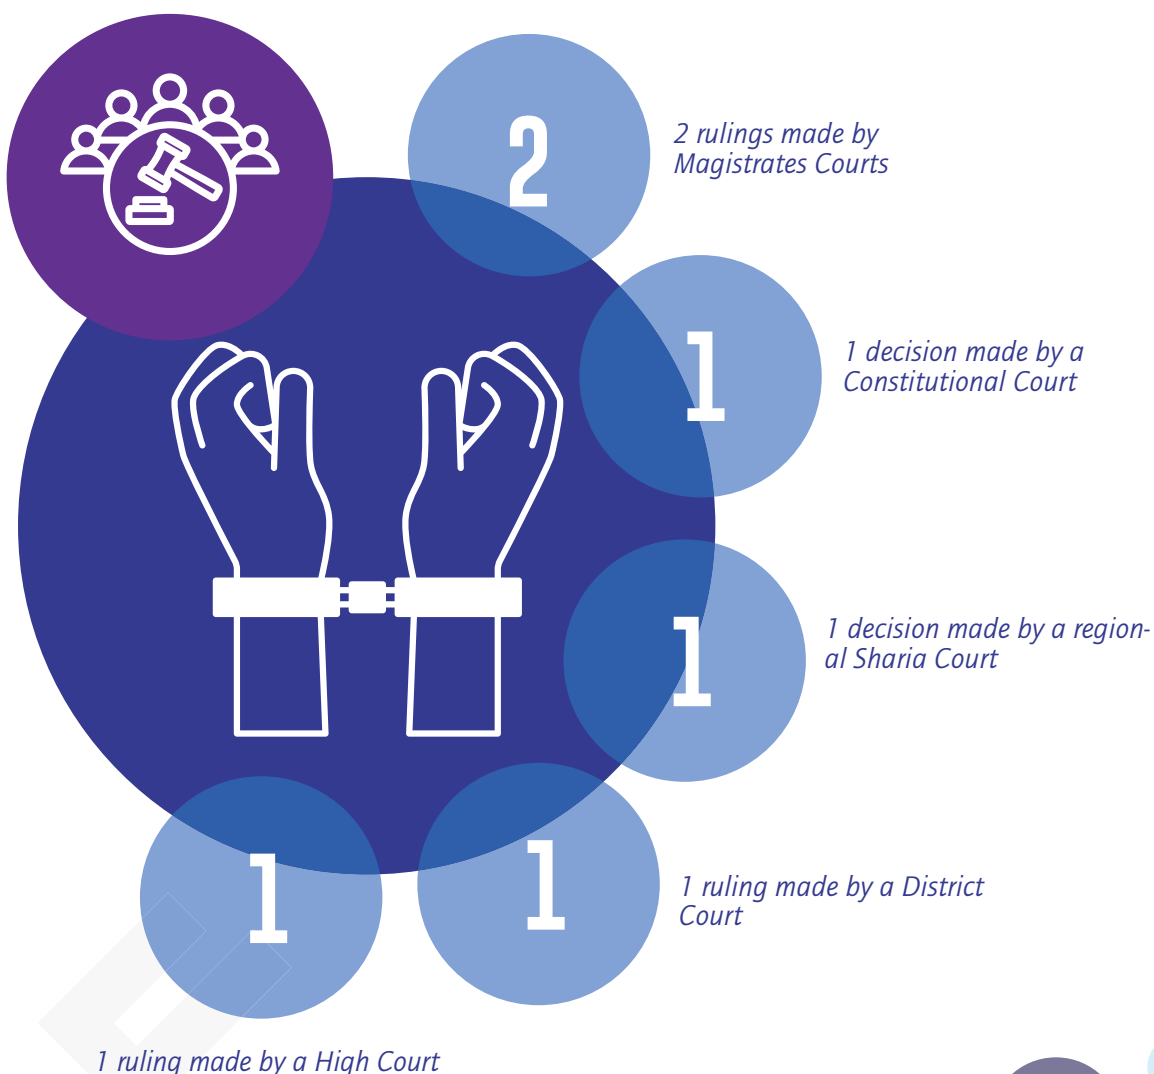 2
2 rulings made by
Magistrates Courts
1
1 decision made by a
Constitutional Court
1
1 decision made by a region-
al Sharia Court
1
1 ruling made by a District
Court
1
1 ruling made by a High Court